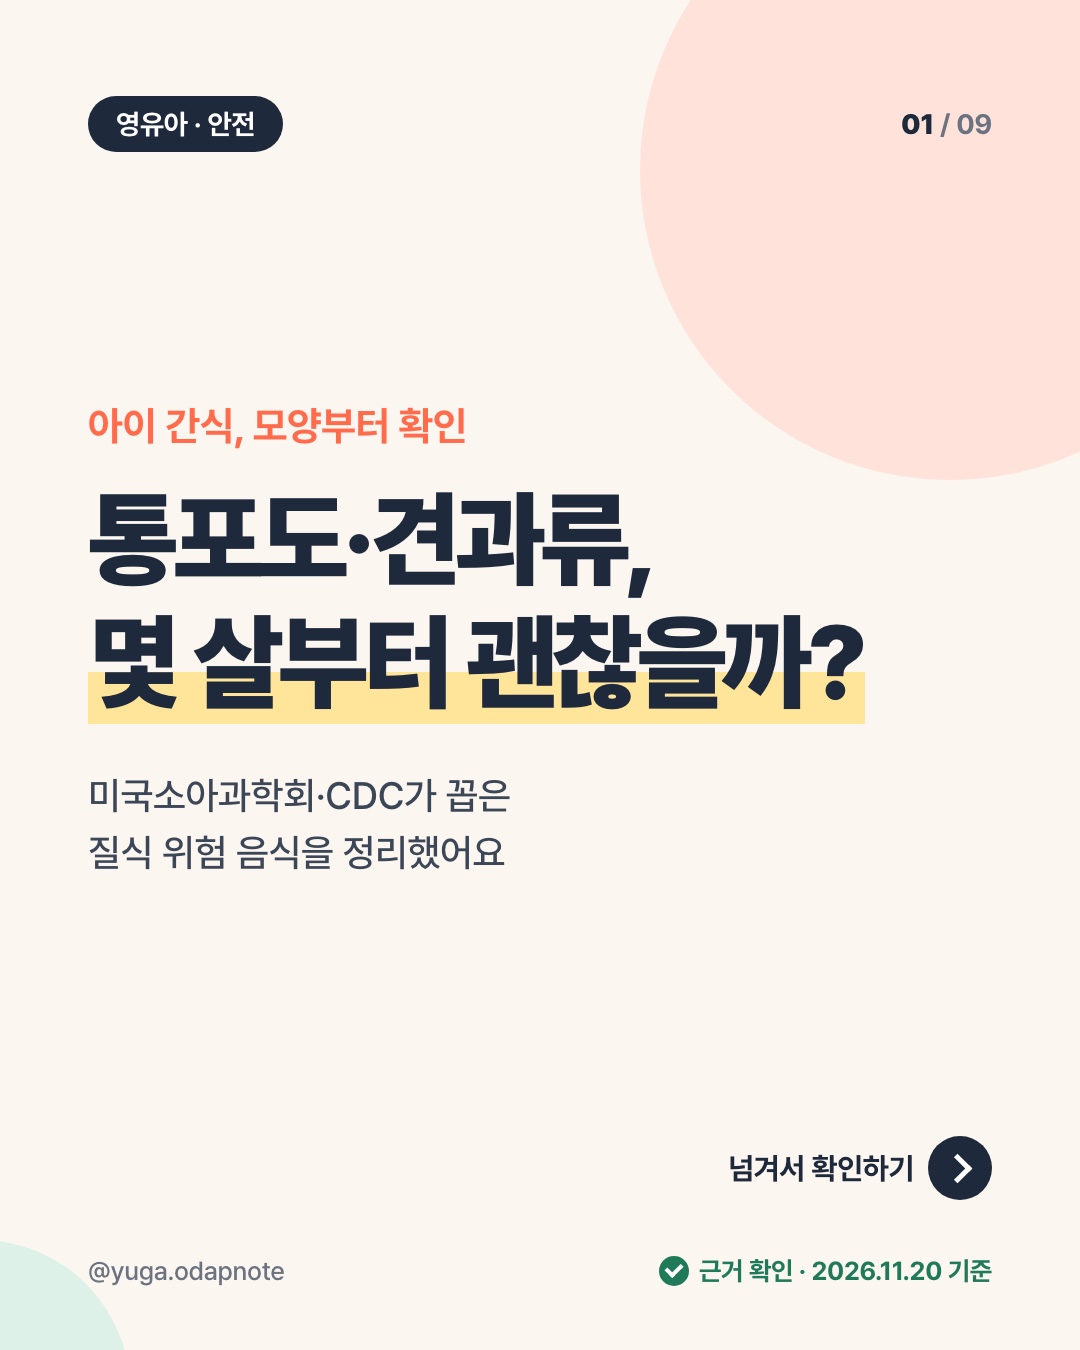 영유아 · 안전
01 / 09
아이 간식, 모양부터 확인
통포도·견과류,
몇 살부터 괜찮을까?
미국소아과학회·CDC가 꼽은
질식 위험 음식을 정리했어요
넘겨서 확인하기
@yuga.odapnote
근거 확인 · 2026.11.20 기준